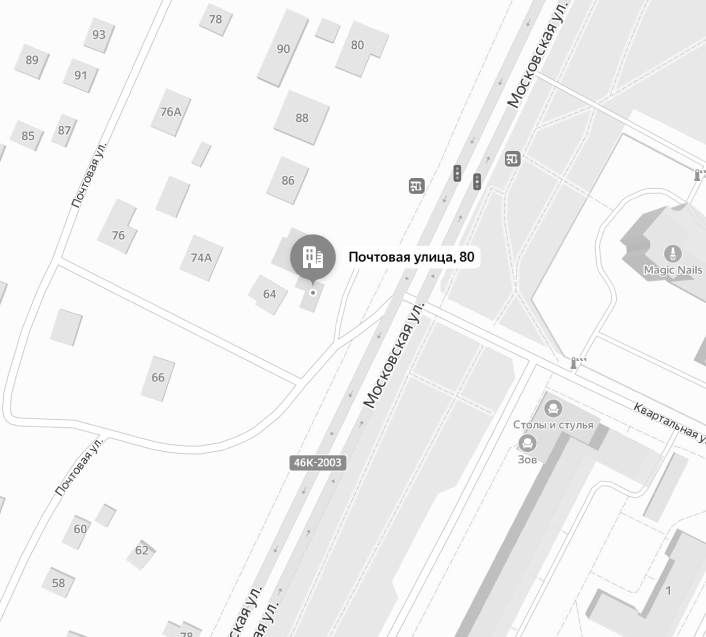 78
93
90
80
89
91
Московская ул.
76А
88
85
87
Почтовая ул.
86
76
74А
Почтовая улица, 80
Magic Nails
64
Московская ул.
66
Квартальная у
Столы и стулья
Зов
46К-2003
Почтовая ул.
60
62
58
1
ская ул.
ая ул.
78